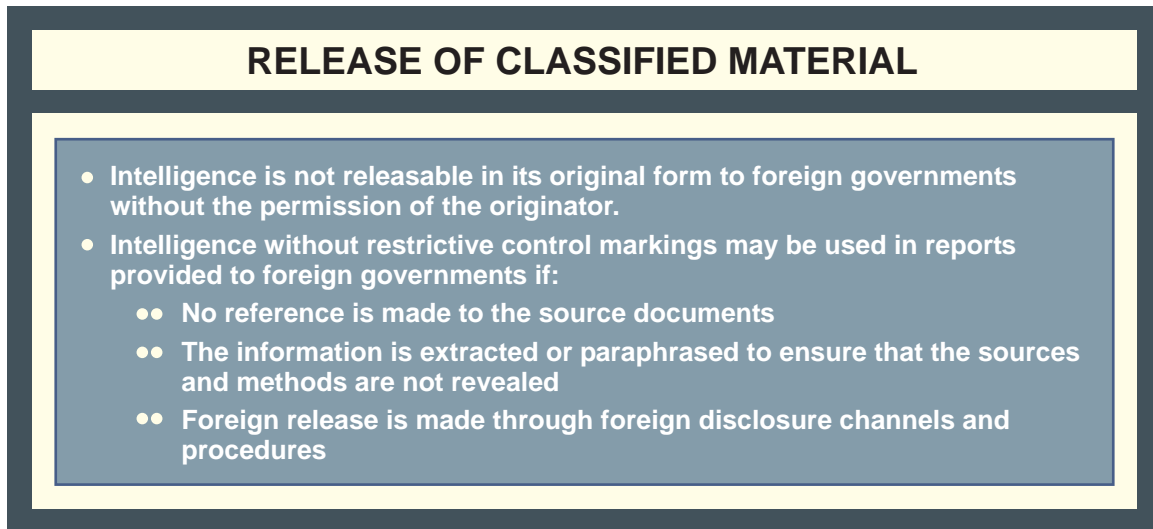 RELEASE OF CLASSIFIED MATERIAL
● Intelligence is not releasable in its original form to foreign governments
without the permission of the originator.
● Intelligence without restrictive control markings may be used in reports
provided to foreign governments if:
●● No reference is made to the source documents
●● The information is extracted or paraphrased to ensure that the sources
and methods are not revealed
●● Foreign release is made through foreign disclosure channels and
procedures